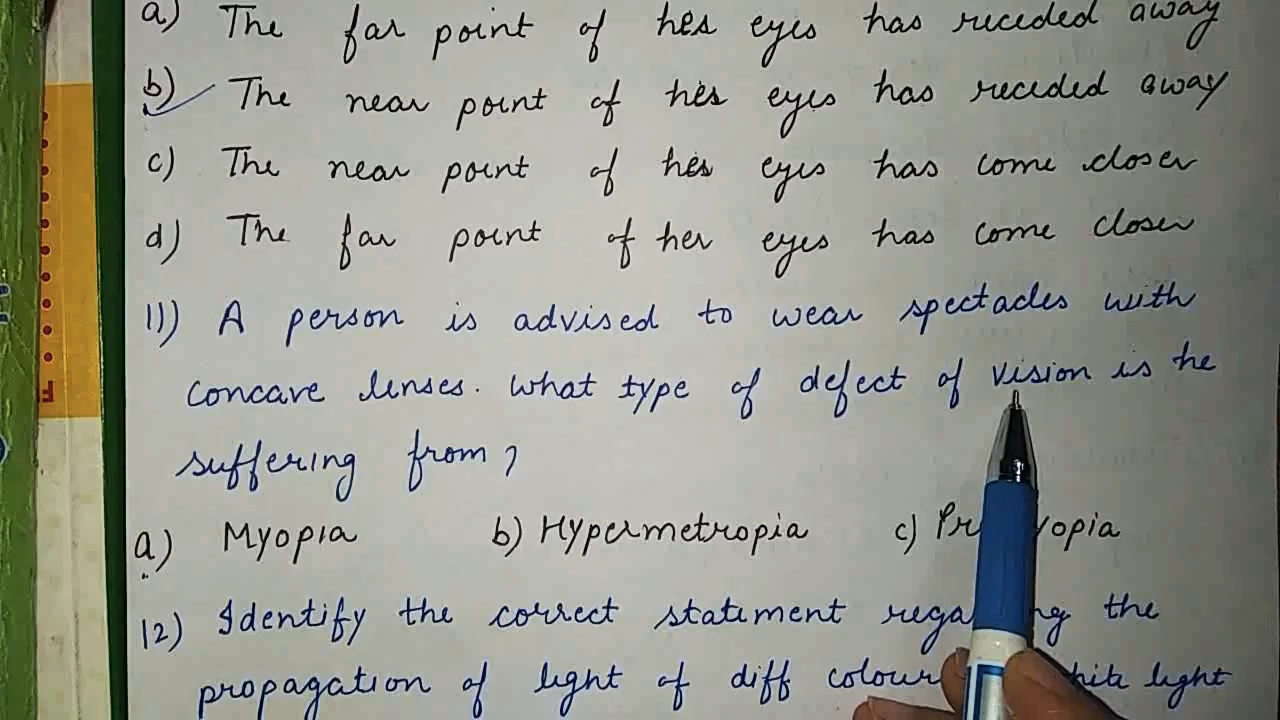 a) The far point of his eyes has receded away
b) The near point of his eyes has receded away
c) The near point of his eyes has come closer
d) The far point of her eyes has come closer
11) A person is advised to wear spectacles with
concave lenses. What type of defect of vision is he
suffering from ?
a) Myopia b) Hypermetropia c)
12) Identify the correct statement the
propagation of light of diff light
F